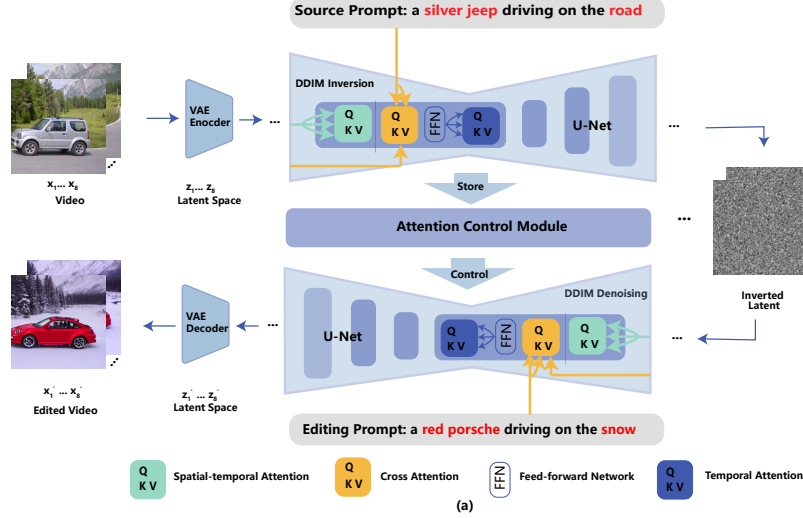 Source Prompt: a silver jeep driving on the road
DDIM Inversion
VAE
Enocder
...
Q
K V
Q
K V
FFN
Q
K V
U-Net
...
x1... x8
Video
z1... z8
Latent Space
Store
Attention Control Module
...
Control
Inverted
Latent
DDIM Denoising
VAE
Decoder
...
U-Net
Q
K V
FFN
Q
K V
Q
K V
...
x1' ... x8'
Edited Video
z1' ... z8'
Latent Space
Editing Prompt: a red porsche driving on the snow
Q
K V
Spatial-temporal Attention
Q
K V
Cross Attention
FFN
Feed-forward Network
Q
K V
Temporal Attention
(a)